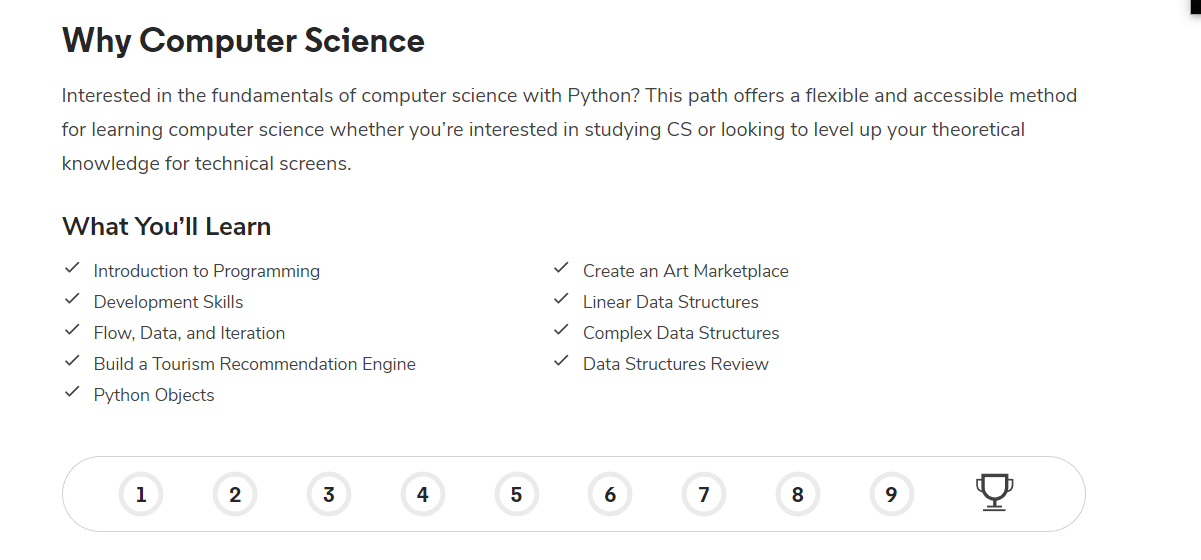 Why Computer Science
Interested in the fundamentals of computer science with Python? This path offers a flexible and accessible method
for learning computer science whether you’re interested in studying CS or looking to level up your theoretical
knowledge for technical screens.
What You’ll Learn
Introduction to Programming
Development Skills
Flow, Data, and Iteration
Build a Tourism Recommendation Engine
Python Objects
Create an Art Marketplace
Linear Data Structures
Complex Data Structures
Data Structures Review
1 2 3 4 5 6 7 8 9